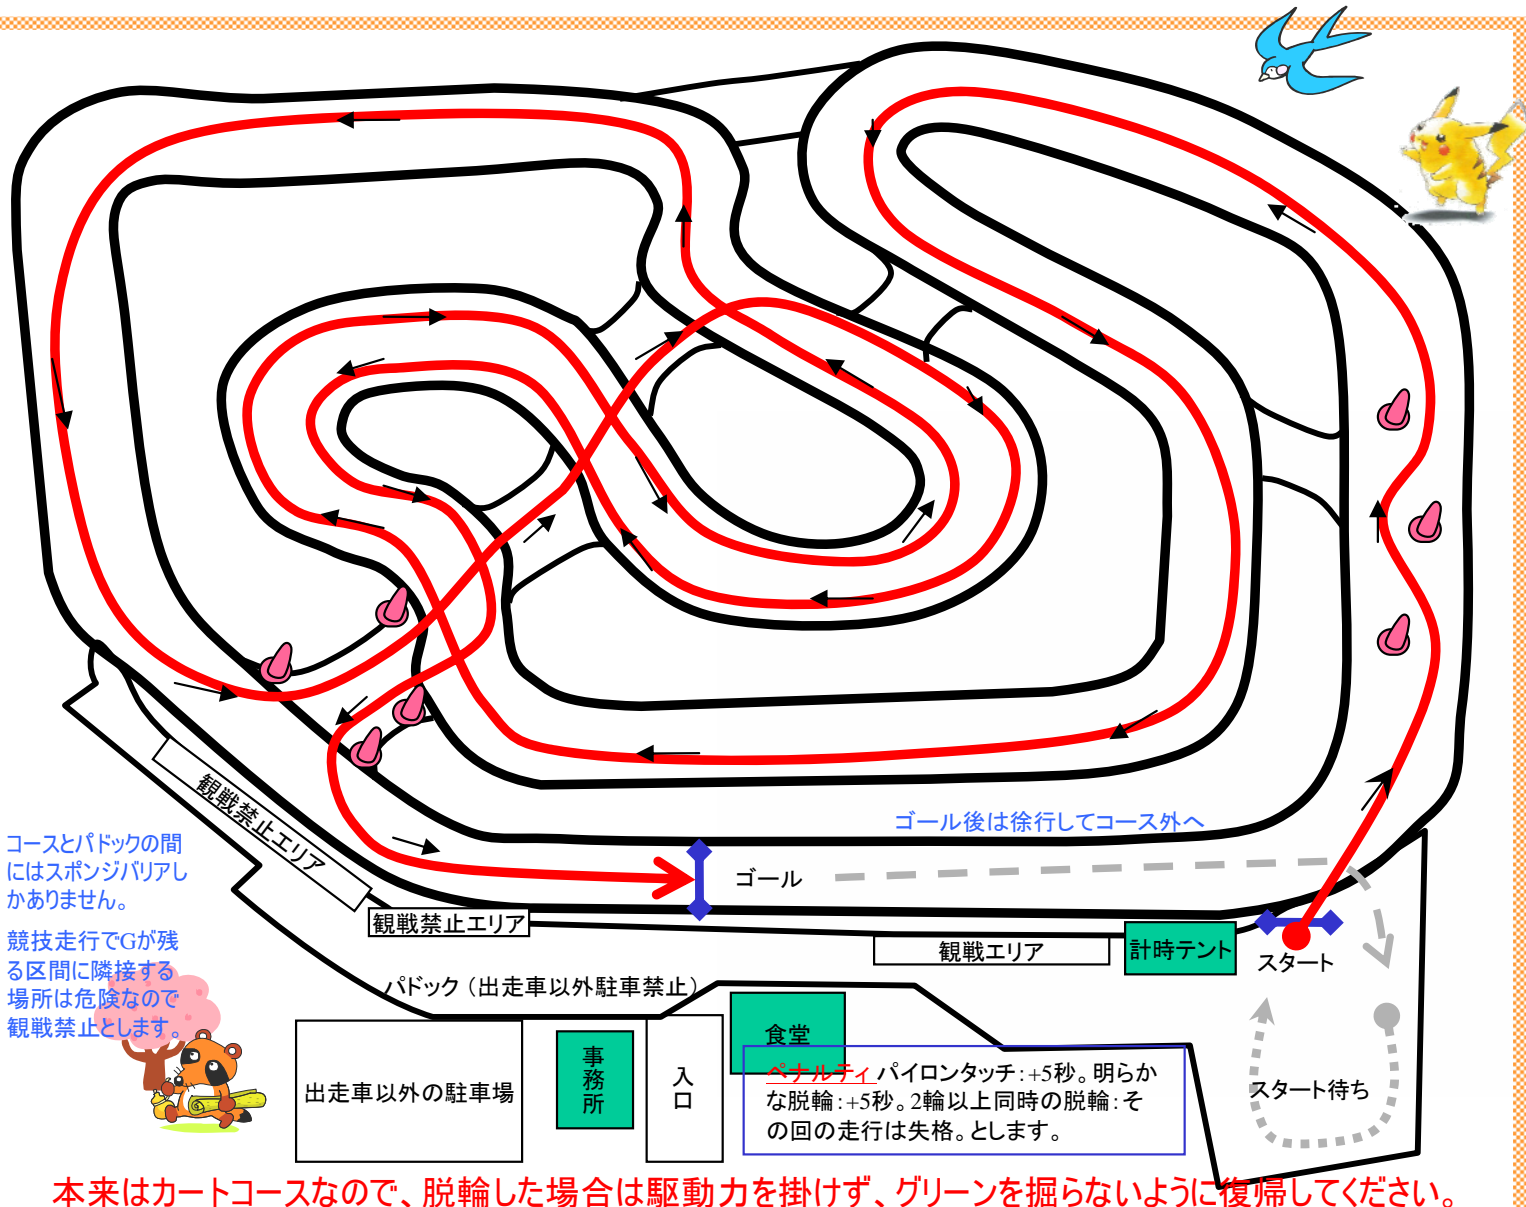 ゴール後は徐行してコース外へ
コースとパドックの間
にはスポンジバリアし
かありません。
競技走行でGが残
る区間に隣接する
場所は危険なので
観戦禁止とします。
観戦禁止エリア
観戦禁止エリア
ゴール
観戦エリア
計時テント
スタート
パドック（出走車以外駐車禁止）
出走車以外の駐車場
事務所
入口
食堂
ペナルティ パイロンタッチ：+5秒。明らか
な脱輪：+5秒。2輪以上同時の脱輪：そ
の回の走行は失格。とします。
スタート待ち
本来はカートコースなので、脱輪した場合は駆動力を掛けず、グリーンを掘らないように復帰してください。